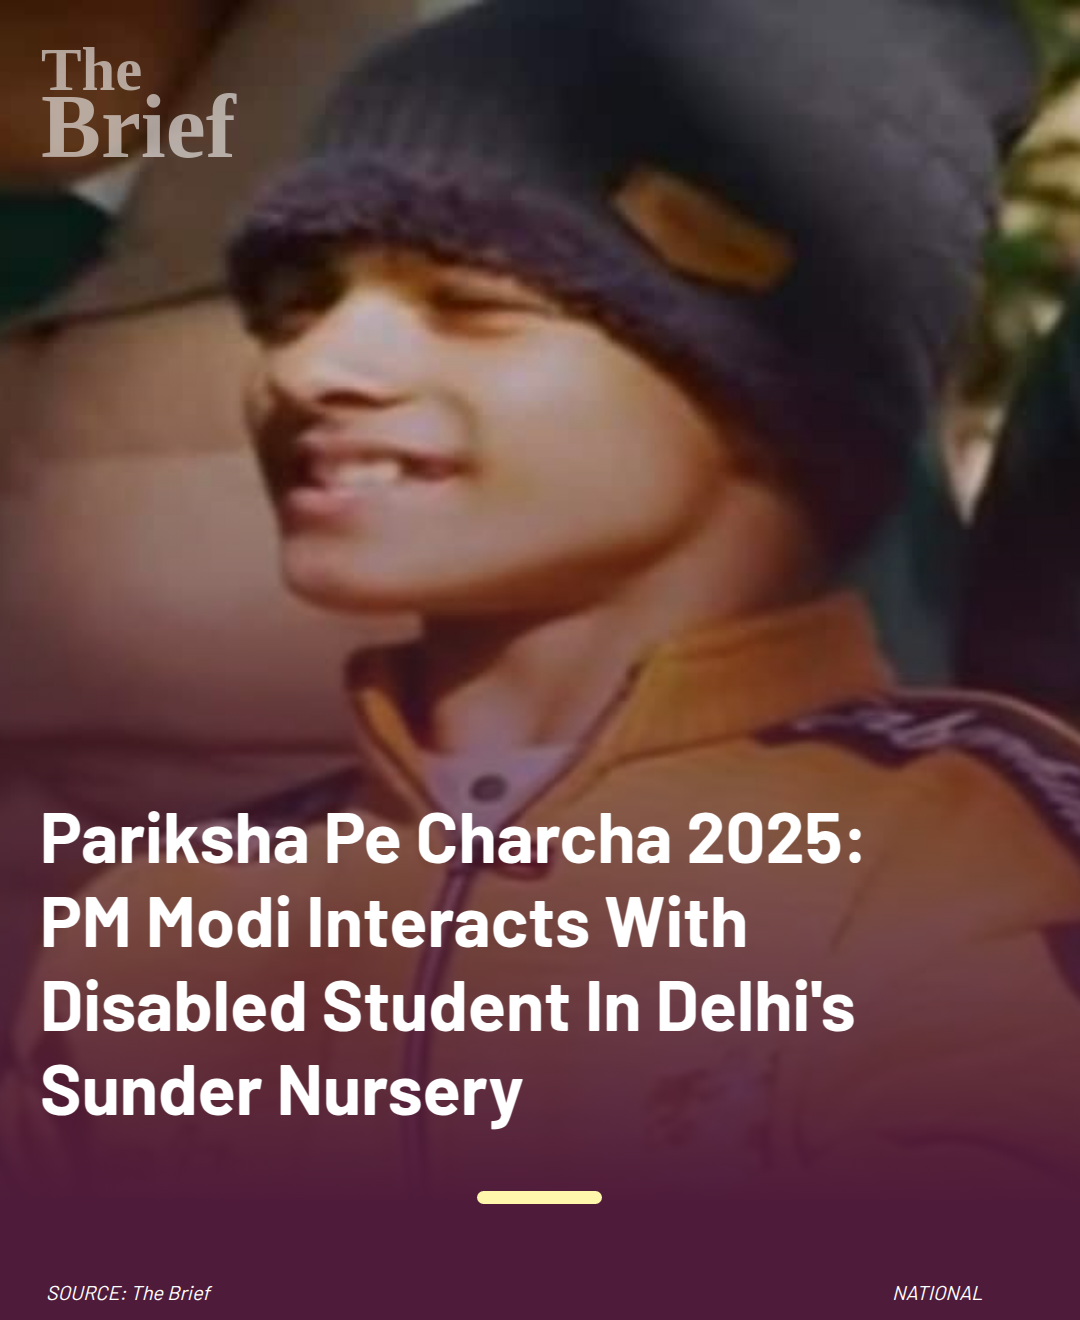 The
Brief
Pariksha Pe Charcha 2025:
PM Modi Interacts With
Disabled Student In Delhi's
Sunder Nursery
SOURCE: The Brief
NATIONAL